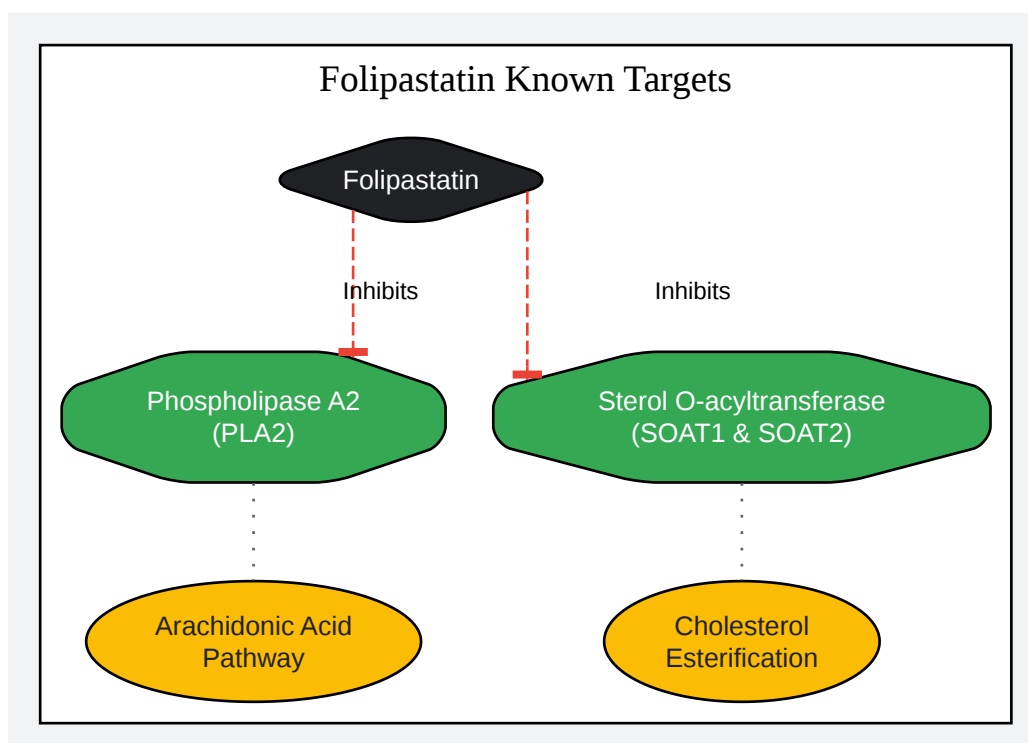 Folipastatin Known Targets
Folipastatin
Inhibits
Inhibits
Phospholipase A2
(PLA2)
Sterol O-acyltransferase
(SOAT1 & SOAT2)
Arachidonic Acid
Pathway
Cholesterol
Esterification